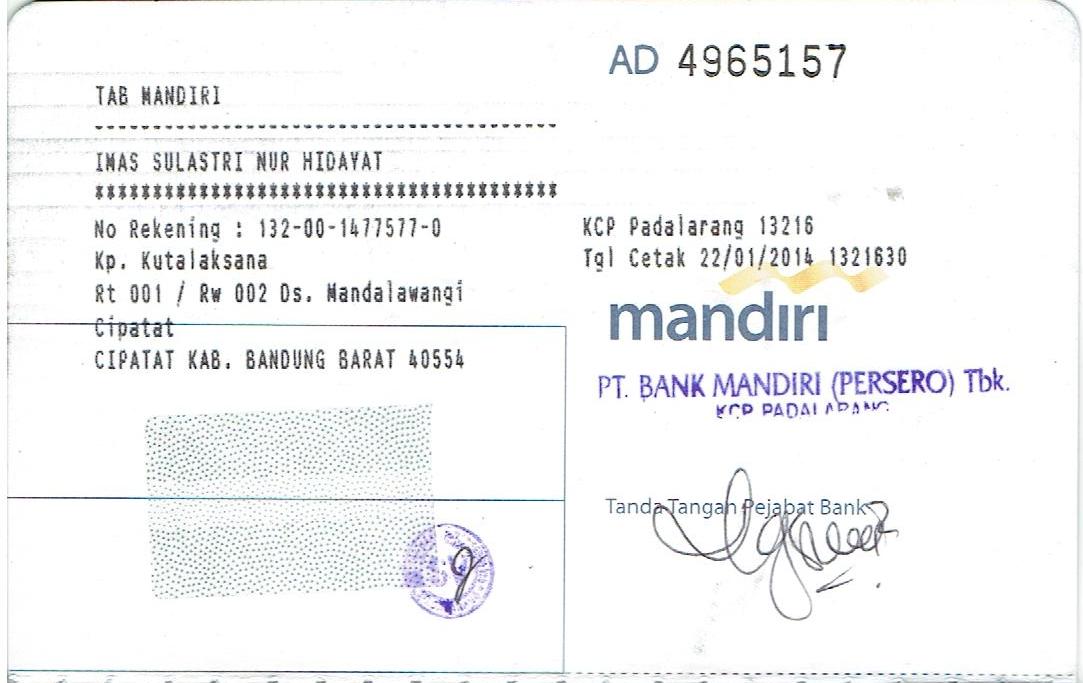 AD 4965157
TAB MANDIRI
----------------------------------------
IMAS SULASTRI NUR HIDAYAT
****************************************
No Rekening : 132-00-1477577-0
Kp. Kutalaksana
Rt 001 / Rw 002 Ds. Mandalawangi
Cipatat
CIPATAT KAB. BANDUNG BARAT 40554
KCP Padalarang 13216
Tgl Cetak 22/01/2014 1321630
mandiri
PT. BANK MANDIRI (PERSERO) Tbk.
KCP PADALARANG
Tanda Tangan Pejabat Bank